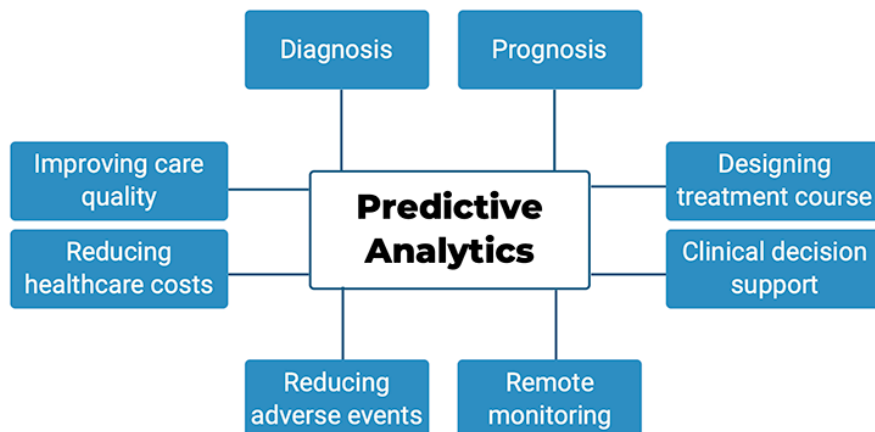 Diagnosis
Prognosis
Improving care
quality
Predictive
Analytics
Designing
treatment course
Reducing
healthcare costs
Clinical decision
support
Reducing
adverse events
Remote
monitoring